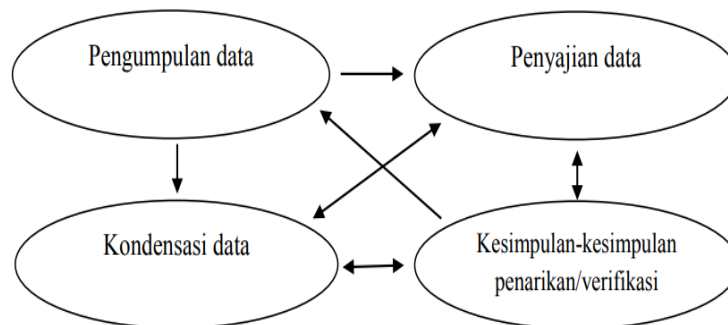 Pengumpulan data
Penyajian data
Kondensasi data
Kesimpulan-kesimpulan
penarikan/verifikasi